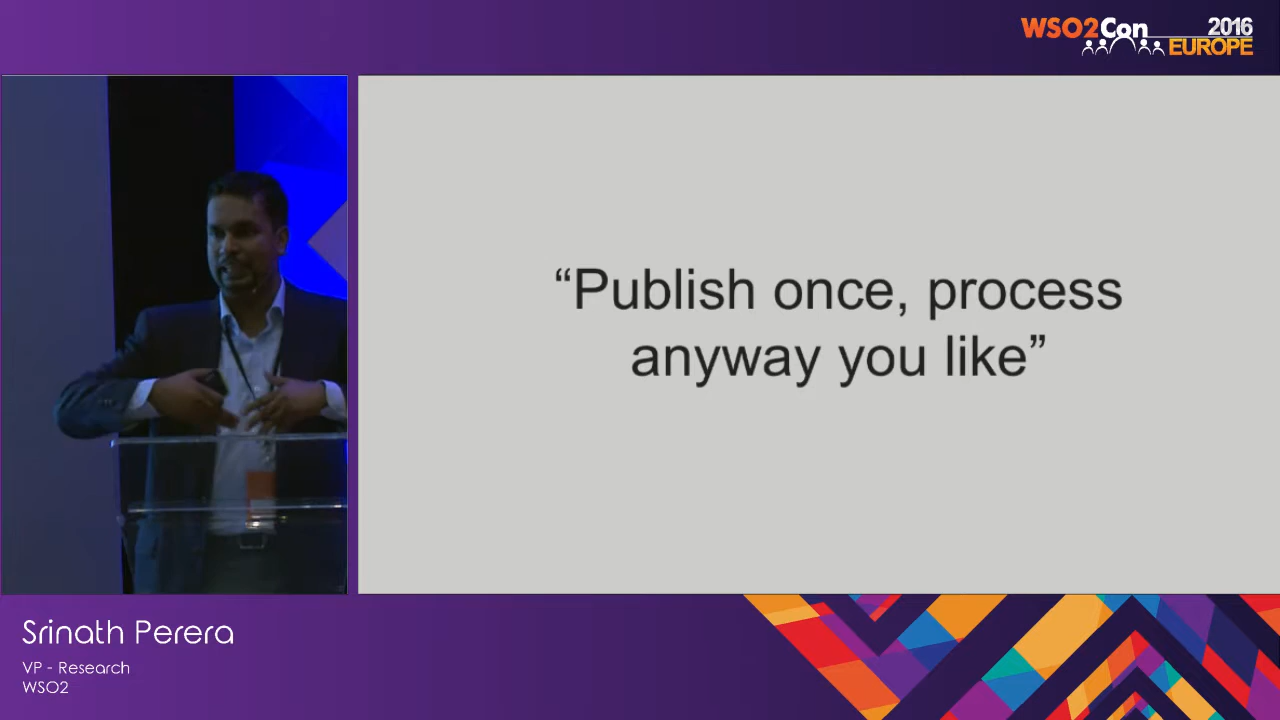 WSO2Con 2016
EUROPE
“Publish once, process
anyway you like”
Srinath Perera
VP - Research
WSO2